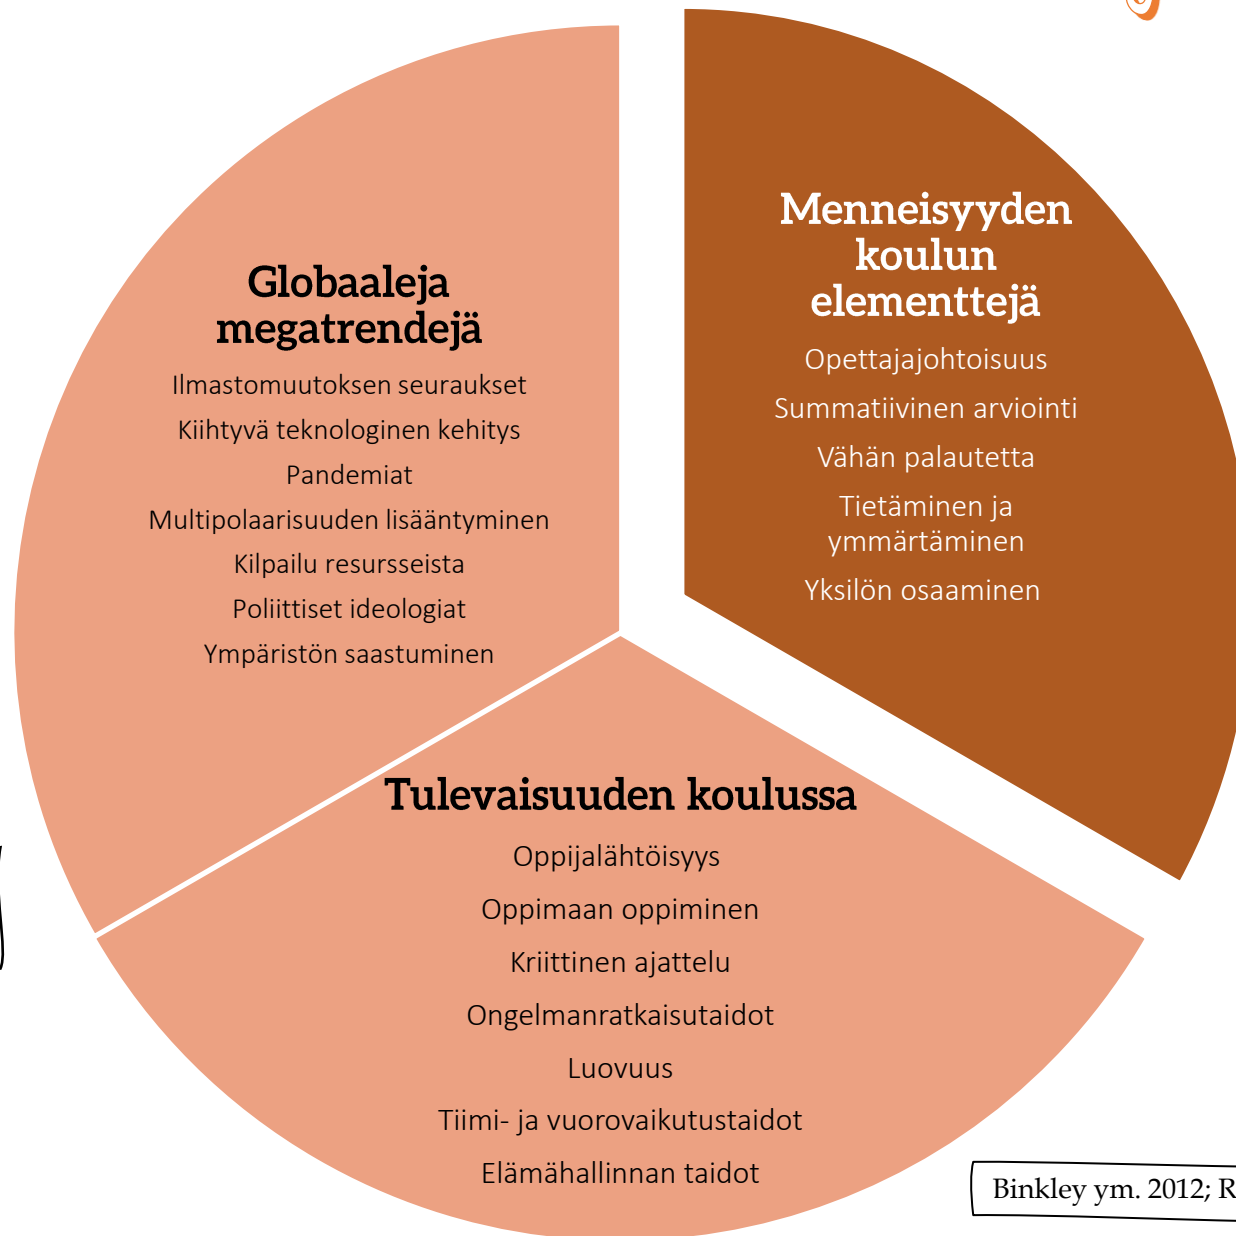 Globaaleja
megatrendejä
Ilmastomuutoksen seuraukset
Kiihtyvä teknologinen kehitys
Pandemiat
Multipolaarisuuden lisääntyminen
Kilpailu resursseista
Poliittiset ideologiat
Ympäristön saastuminen
Menneisyyden
koulun
elementtejä
Opettajajohtoisuus
Summatiivinen arviointi
Vähän palautetta
Tietäminen ja
ymmärtäminen
Yksilön osaaminen
Tulevaisuuden koulussa
Oppijalähtöisyys
Oppimaan oppiminen
Kriittinen ajattelu
Ongelmanratkaisutaidot
Luovuus
Tiimi- ja vuorovaikutustaidot
Elämähallinnan taidot
Binkley ym. 2012; R